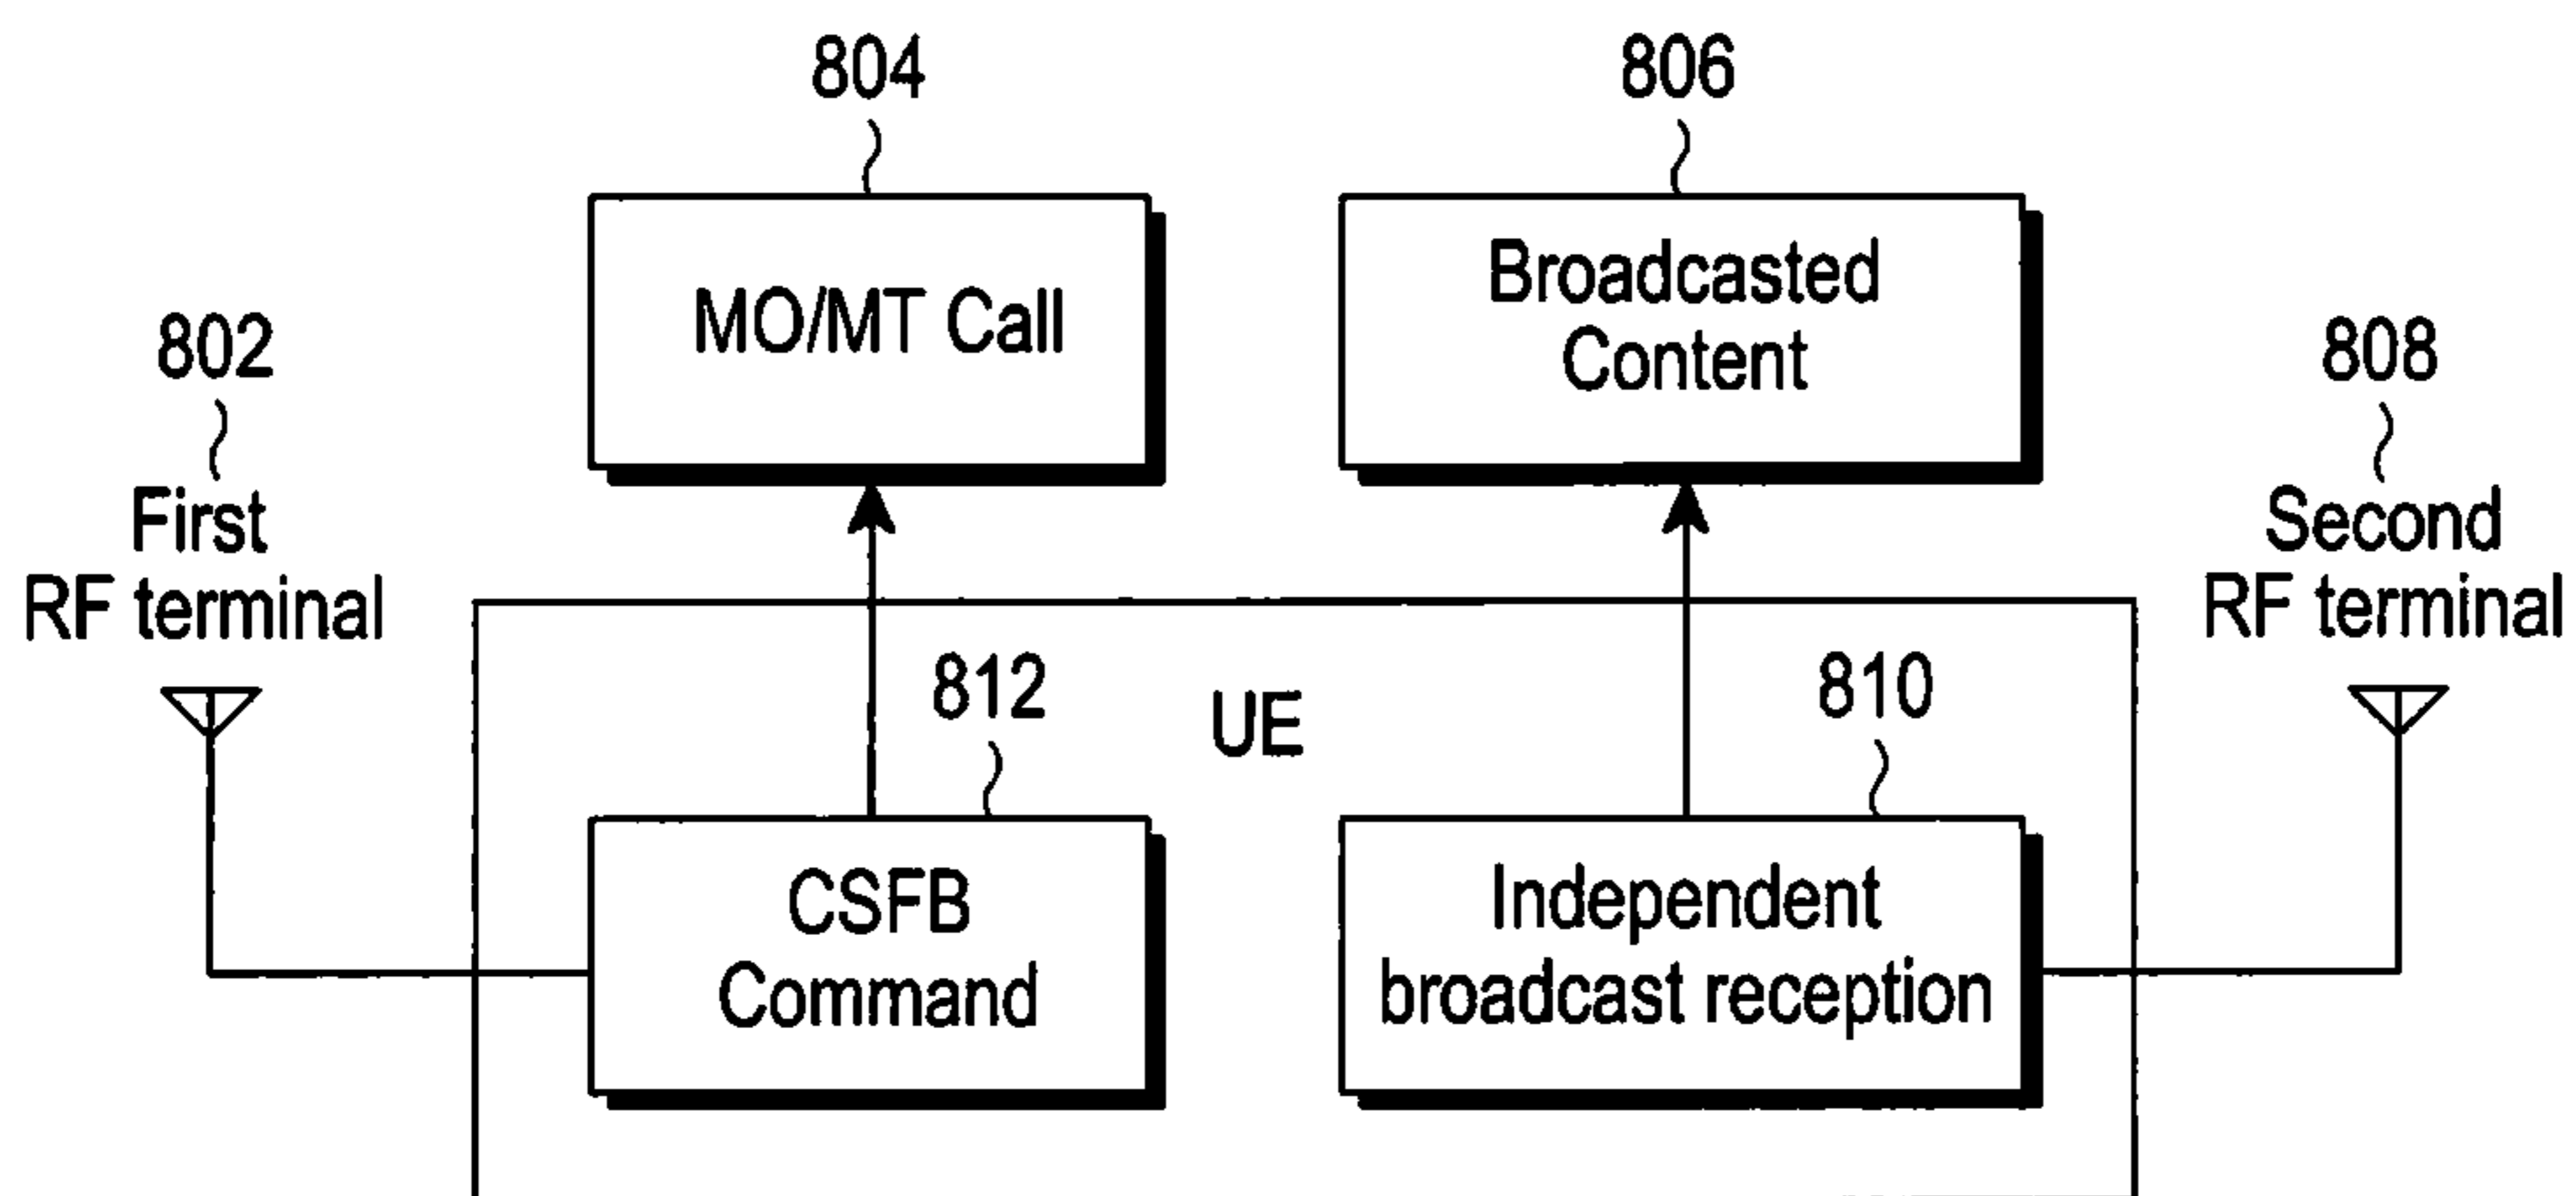 804
806
MO/MT Call
Broadcasted
Content
802
808
First
RF terminal
Second
RF terminal
812
UE
810
CSFB
Command
Independent
broadcast reception